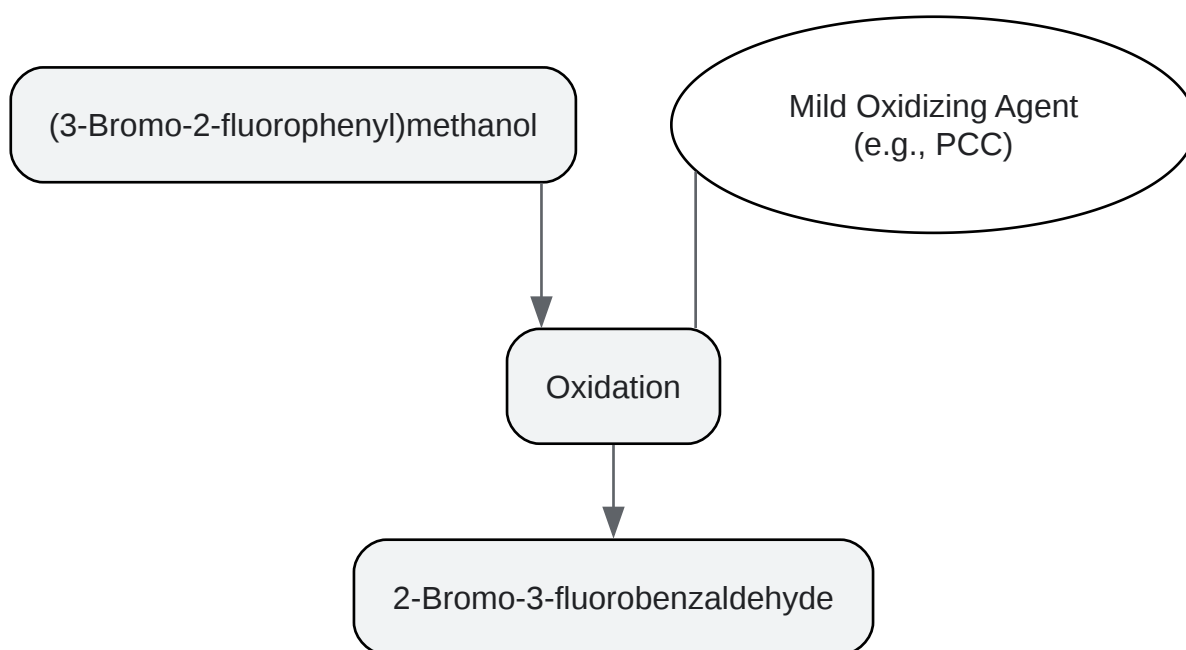 (3-Bromo-2-fluorophenyl)methanol
Mild Oxidizing Agent
(e.g., PCC)
Oxidation
2-Bromo-3-fluorobenzaldehyde